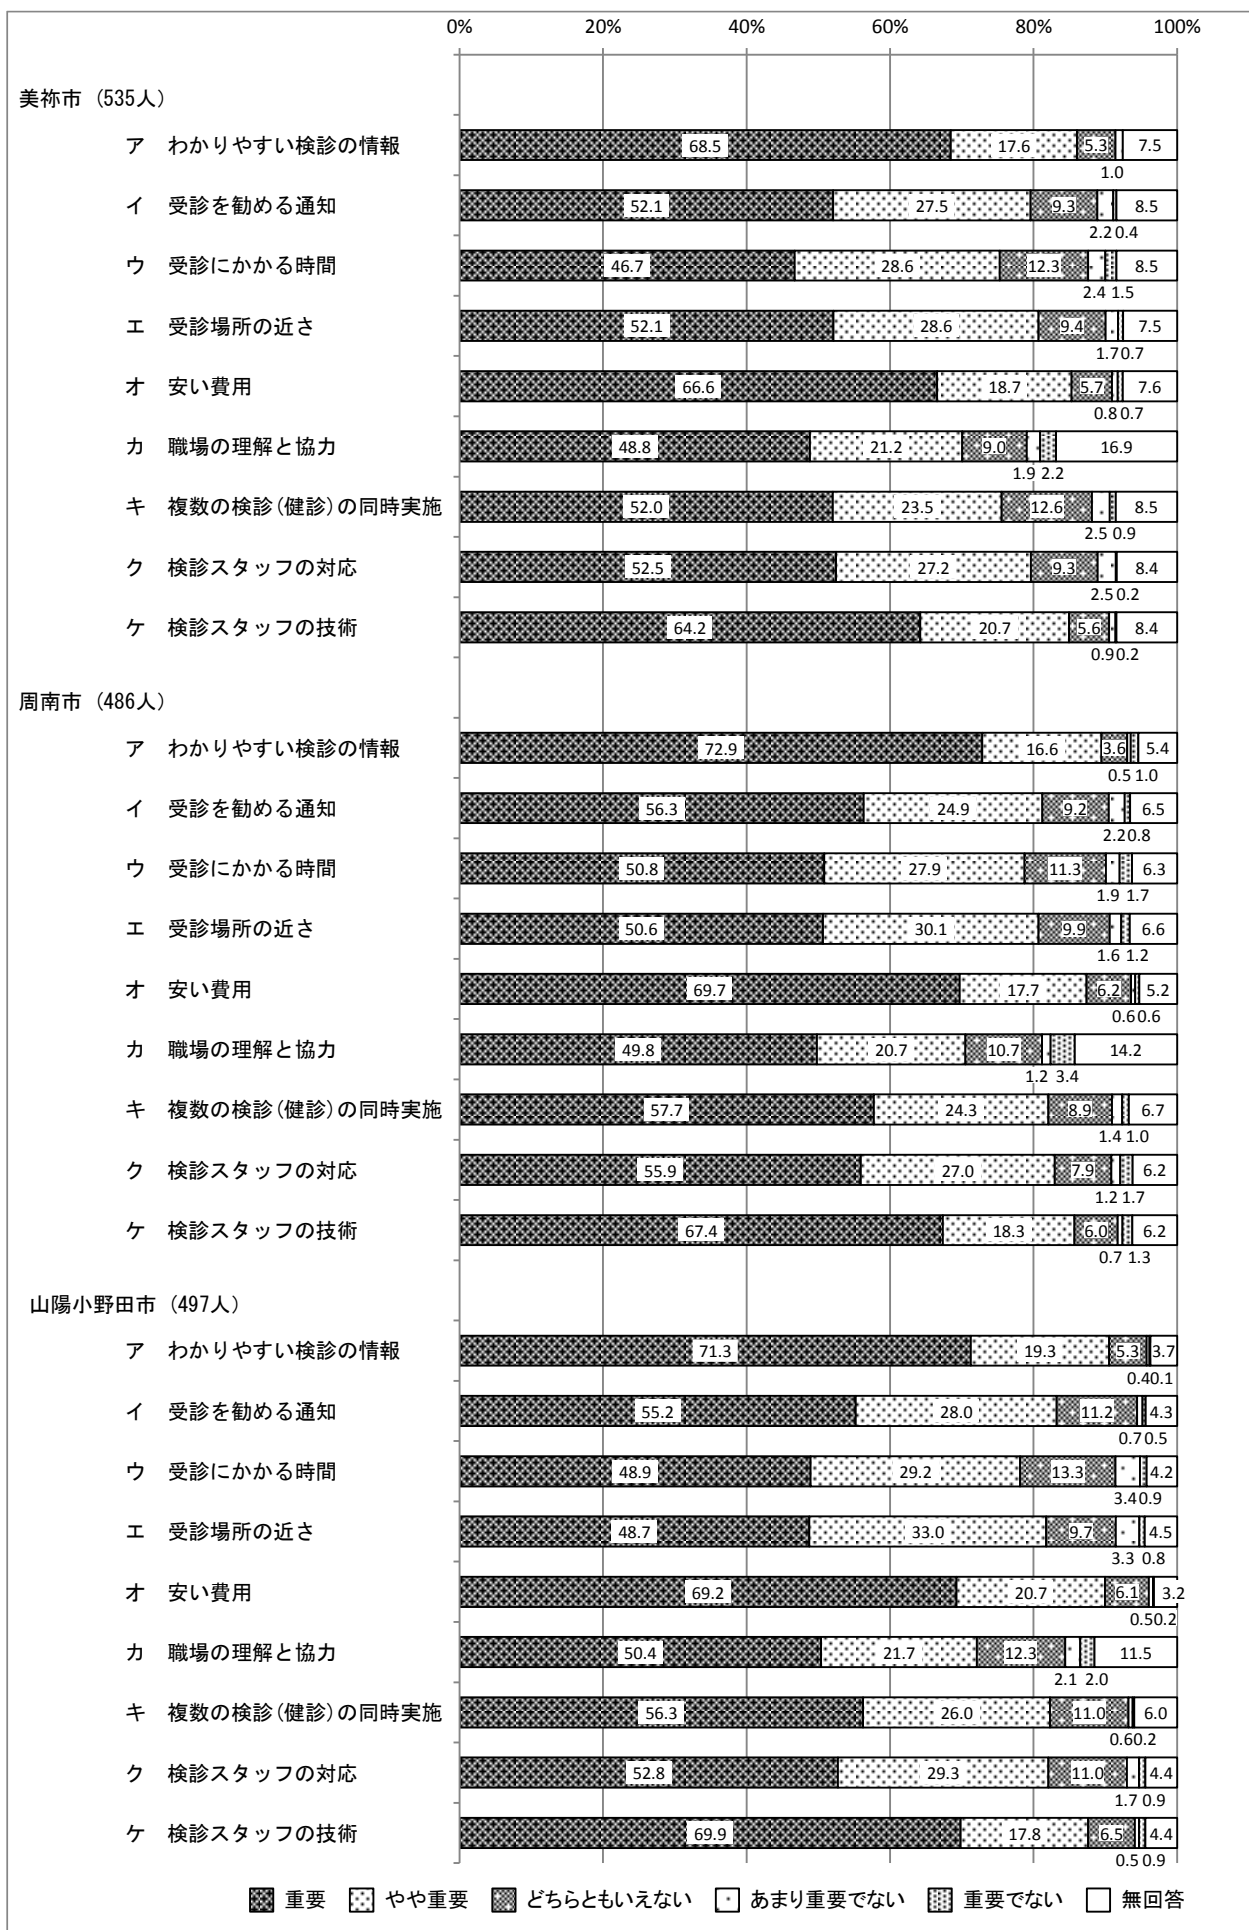 0% 20% 40% 60% 80% 100%
美祢市 (535人)
ア わかりやすい検診の情報 68.5 17.6 5.3 7.5
1.0
イ 受診を勧める通知 52.1 27.5 9.3 8.5
2.2 0.4
ウ 受診にかかる時間 46.7 28.6 12.3 8.5
2.4 1.5
エ 受診場所の近さ 52.1 28.6 9.4 7.5
1.7 0.7
オ 安い費用 66.6 18.7 5.7 7.6
0.8 0.7
カ 職場の理解と協力 48.8 21.2 9.0 16.9
1.9 2.2
キ 複数の検診(健診)の同時実施 52.0 23.5 12.6 8.5
2.5 0.9
ク 検診スタッフの対応 52.5 27.2 9.3 8.4
2.5 0.2
ケ 検診スタッフの技術 64.2 20.7 5.6 8.4
0.9 0.2
周南市 (486人)
ア わかりやすい検診の情報 72.9 16.6 3.6 5.4
0.5 1.0
イ 受診を勧める通知 56.3 24.9 9.2 6.5
2.2 0.8
ウ 受診にかかる時間 50.8 27.9 11.3 6.3
1.9 1.7
エ 受診場所の近さ 50.6 30.1 9.9 6.6
1.6 1.2
オ 安い費用 69.7 17.7 6.2 5.2
0.6 0.6
カ 職場の理解と協力 49.8 20.7 10.7 14.2
1.2 3.4
キ 複数の検診(健診)の同時実施 57.7 24.3 8.9 6.7
1.4 1.0
ク 検診スタッフの対応 55.9 27.0 7.9 6.2
1.2 1.7
ケ 検診スタッフの技術 67.4 18.3 6.0 6.2
0.7 1.3
山陽小野田市 (497人)
ア わかりやすい検診の情報 71.3 19.3 5.3 3.7
0.4 0.1
イ 受診を勧める通知 55.2 28.0 11.2 4.3
0.7 0.5
ウ 受診にかかる時間 48.9 29.2 13.3 4.2
3.4 0.9
エ 受診場所の近さ 48.7 33.0 9.7 4.5
3.3 0.8
オ 安い費用 69.2 20.7 6.1 3.2
0.5 0.2
カ 職場の理解と協力 50.4 21.7 12.3 11.5
2.1 2.0
キ 複数の検診(健診)の同時実施 56.3 26.0 11.0 6.0
0.6 0.2
ク 検診スタッフの対応 52.8 29.3 11.0 4.4
1.7 0.9
ケ 検診スタッフの技術 69.9 17.8 6.5 4.4
0.5 0.9
重要 やや重要 どちらともいえない あまり重要でない 重要でない 無回答